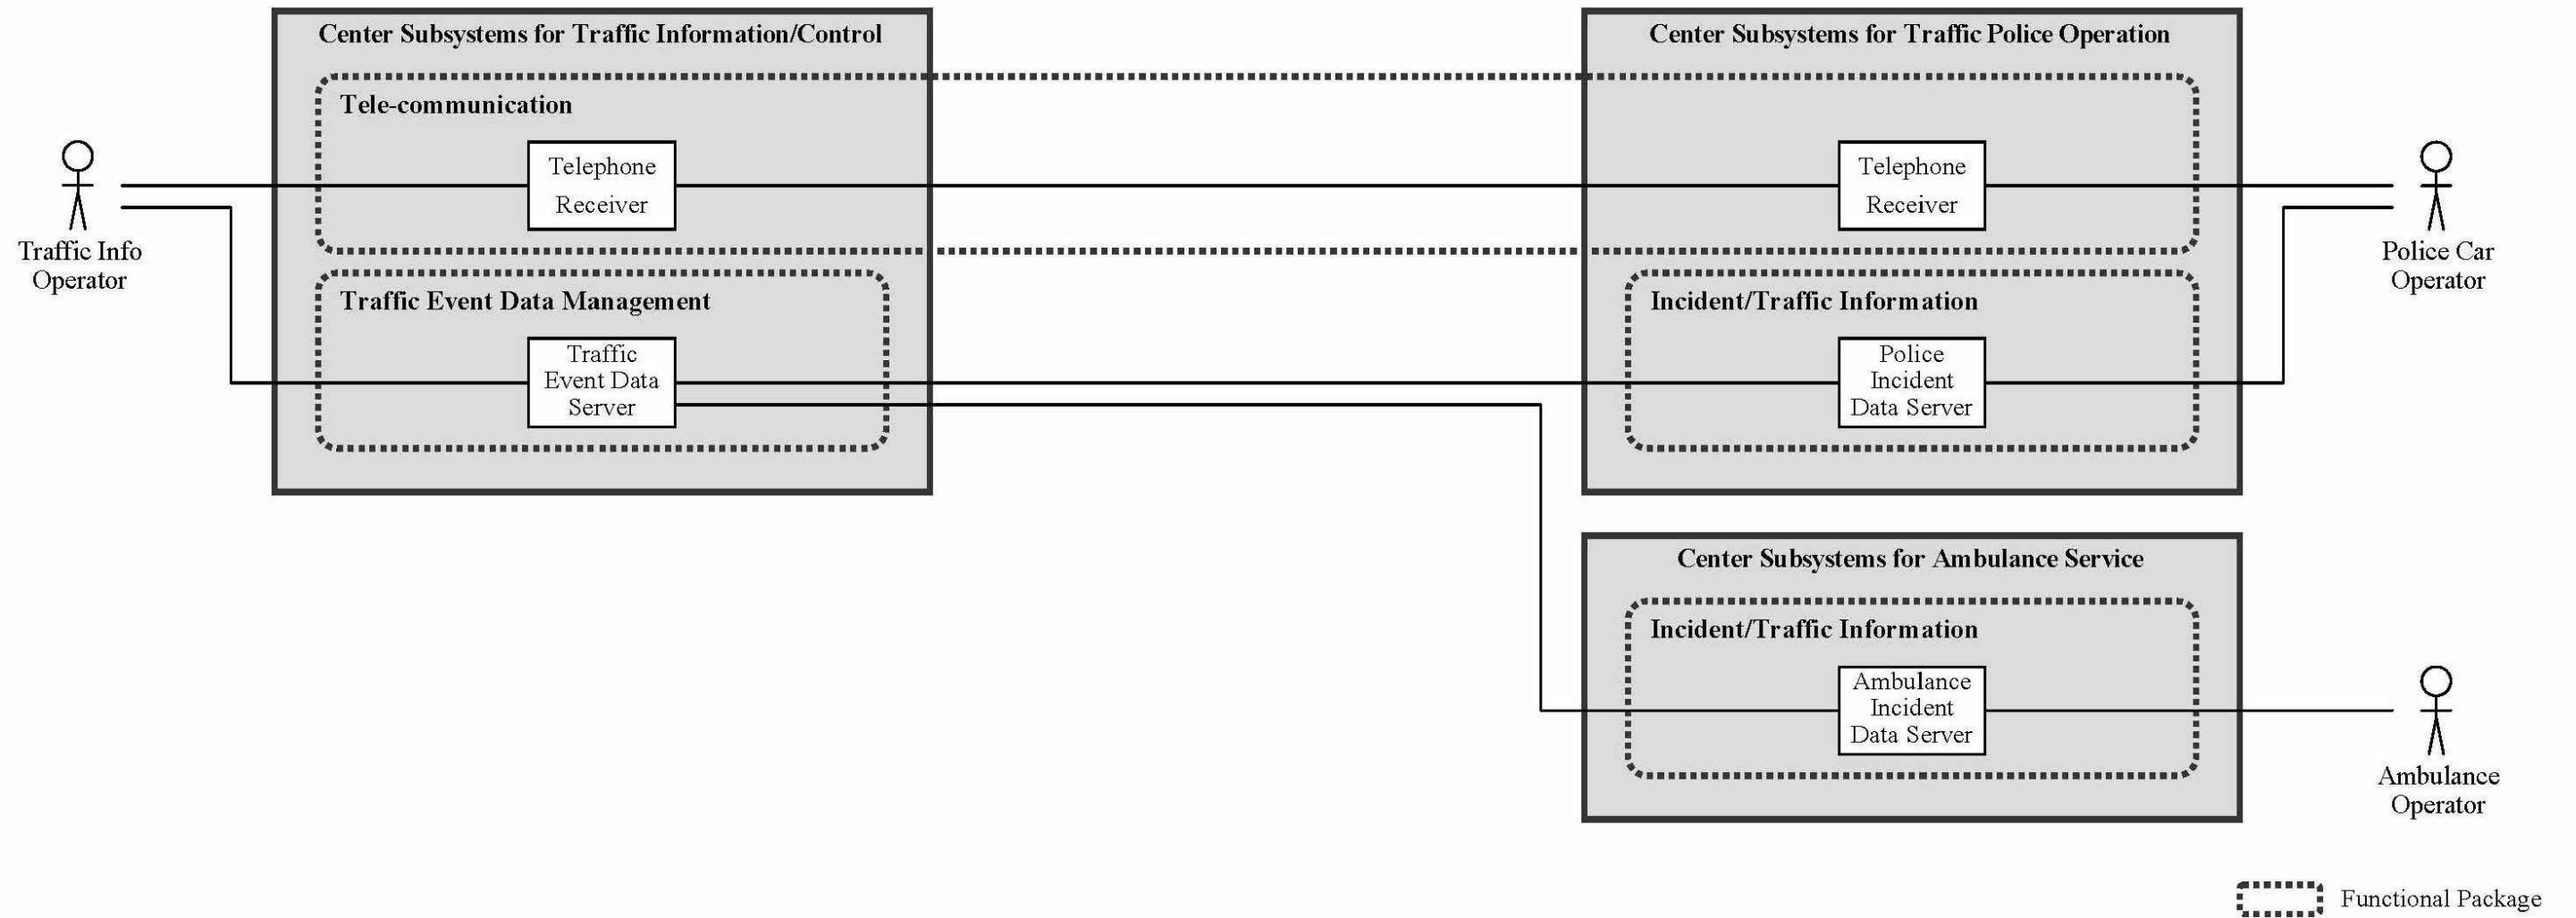 Center Subsystems for Traffic Information/Control
Center Subsystems for Traffic Police Operation
Tele-communication
Telephone
Receiver
Telephone
Receiver
Traffic Info
Operator
Police Car
Operator
Traffic Event Data Management
Incident/Traffic Information
Traffic
Event Data
Server
Police
Incident
Data Server
Center Subsystems for Ambulance Service
Incident/Traffic Information
Ambulance
Incident
Data Server
Ambulance
Operator
Functional Package